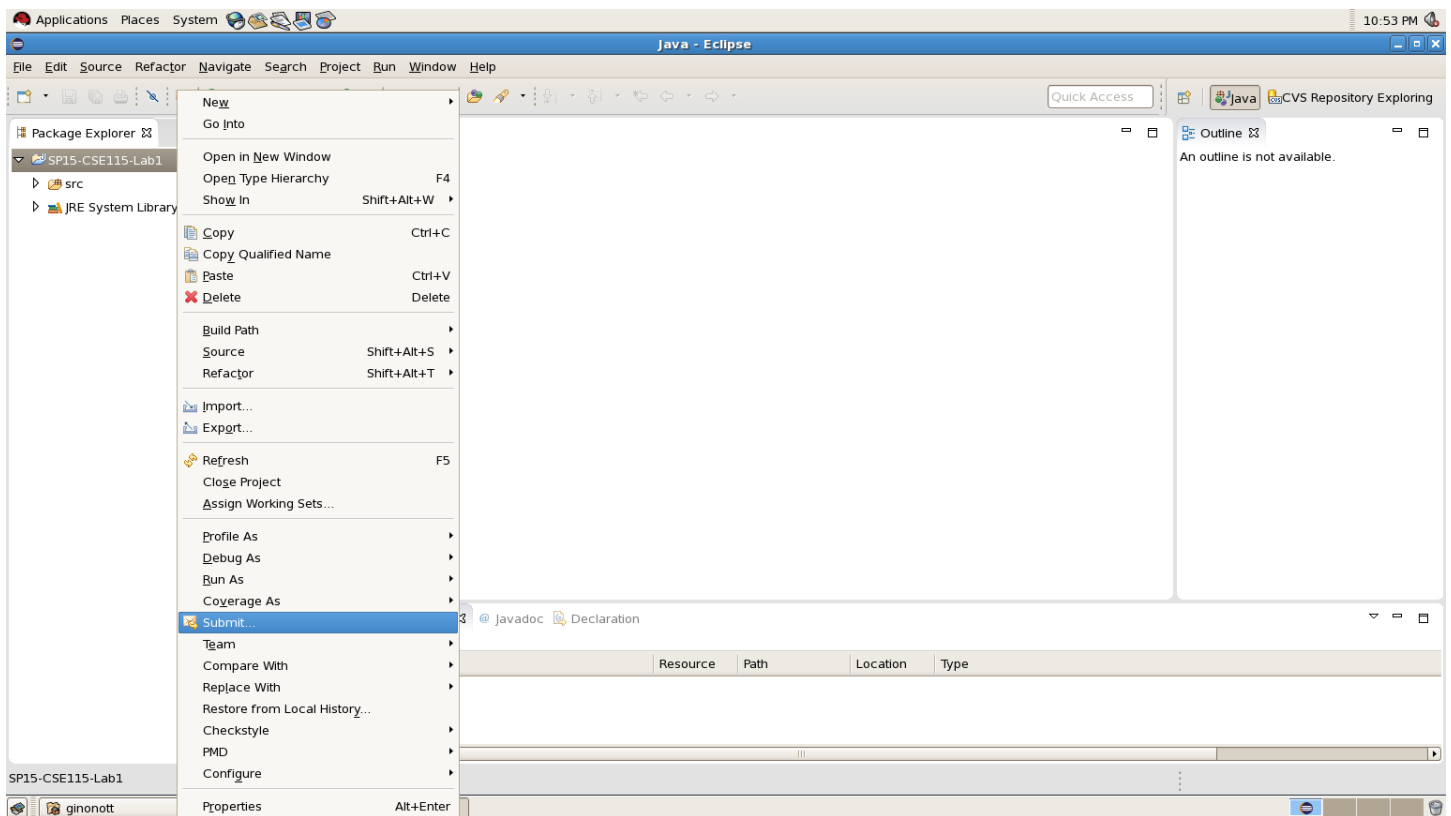 Applications Places System 10:53 PM
Java - Eclipse
File Edit Source Refactor Navigate Search Project Run Window Help
Quick Access Java CVS Repository Exploring
Package Explorer
Outline
An outline is not available.
SP15-CSE115-Lab1
src
JRE System Library
New
Go Into
Open in New Window
Open Type Hierarchy F4
Show In Shift+Alt+W
Copy Ctrl+C
Copy Qualified Name
Paste Ctrl+V
Delete Delete
Build Path
Source Shift+Alt+S
Refactor Shift+Alt+T
Import...
Export...
Refresh F5
Close Project
Assign Working Sets...
Profile As
Debug As
Run As
Coverage As
Submit...
Team
Compare With
Replace With
Restore from Local History...
Checkstyle
PMD
Configure
Properties Alt+Enter
@ Javadoc Declaration
Resource Path Location Type
SP15-CSE115-Lab1
ginonott